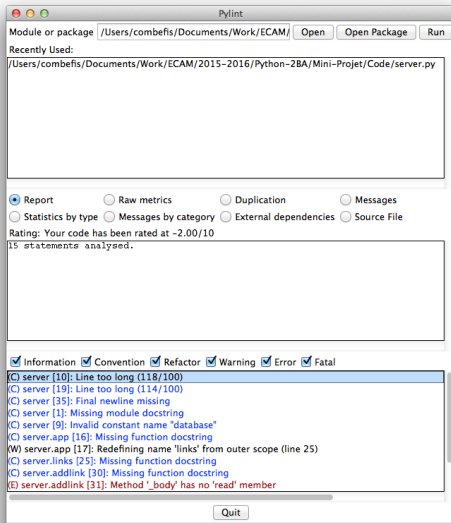 Pylint
Module or package /Users/combefis/Documents/Work/ECAM/ Open Open Package Run
Recently Used:
/Users/combefis/Documents/Work/ECAM/2015-2016/Python-2BA/Mini-Projet/Code/server.py
Report Raw metrics Duplication Messages
Statistics by type Messages by category External dependencies Source File
Rating: Your code has been rated at -2.00/10
15 statements analysed.
Information Convention Refactor Warning Error Fatal
(C) server [10]: Line too long (118/100)
(C) server [19]: Line too long (114/100)
(C) server [35]: Final newline missing
(C) server [1]: Missing module docstring
(C) server [9]: Invalid constant name "database"
(C) server.app [16]: Missing function docstring
(W) server.app [17]: Redefining name 'links' from outer scope (line 25)
(C) server.links [25]: Missing function docstring
(C) server.addlink [30]: Missing function docstring
(E) server.addlink [31]: Method '_body' has no 'read' member
Quit